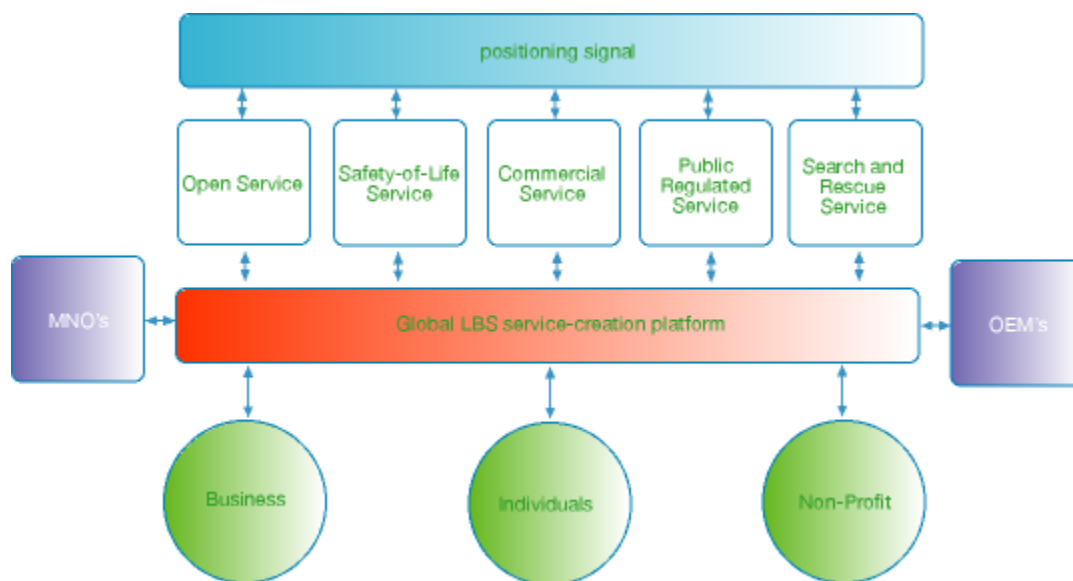 positioning signal
Open Service
Safety-of-Life
Service
Commercial
Service
Public
Regulated
Service
Search and
Rescue
Service
MNO's
Global LBS service-creation platform
OEM's
Business
Individuals
Non-Profit